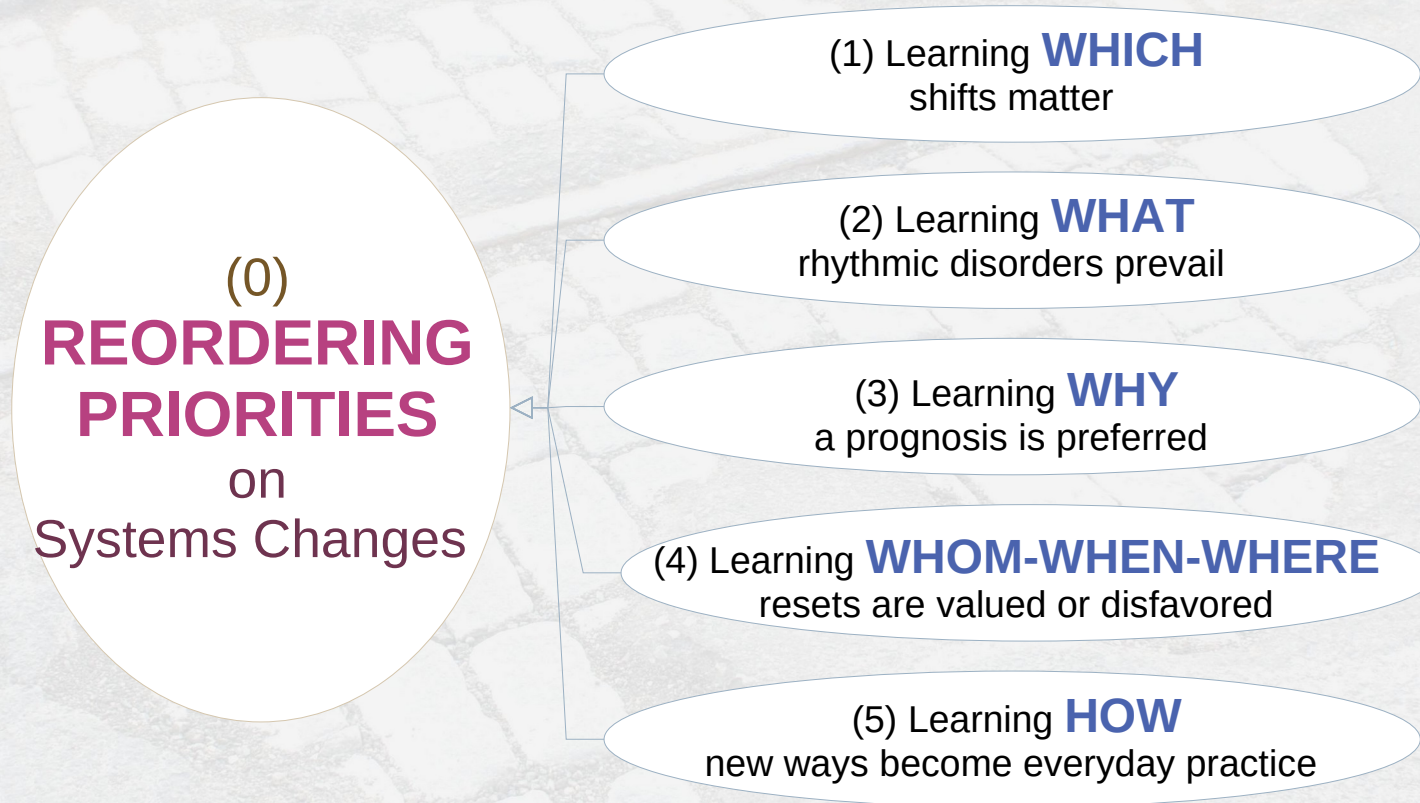 (0)
REORDERING
PRIORITIES
on
Systems Changes
(1) Learning WHICH
shifts matter
(2) Learning WHAT
rhythmic disorders prevail
(3) Learning WHY
a prognosis is preferred
(4) Learning WHOM-WHEN-WHERE
resets are valued or disfavored
(5) Learning HOW
new ways become everyday practice